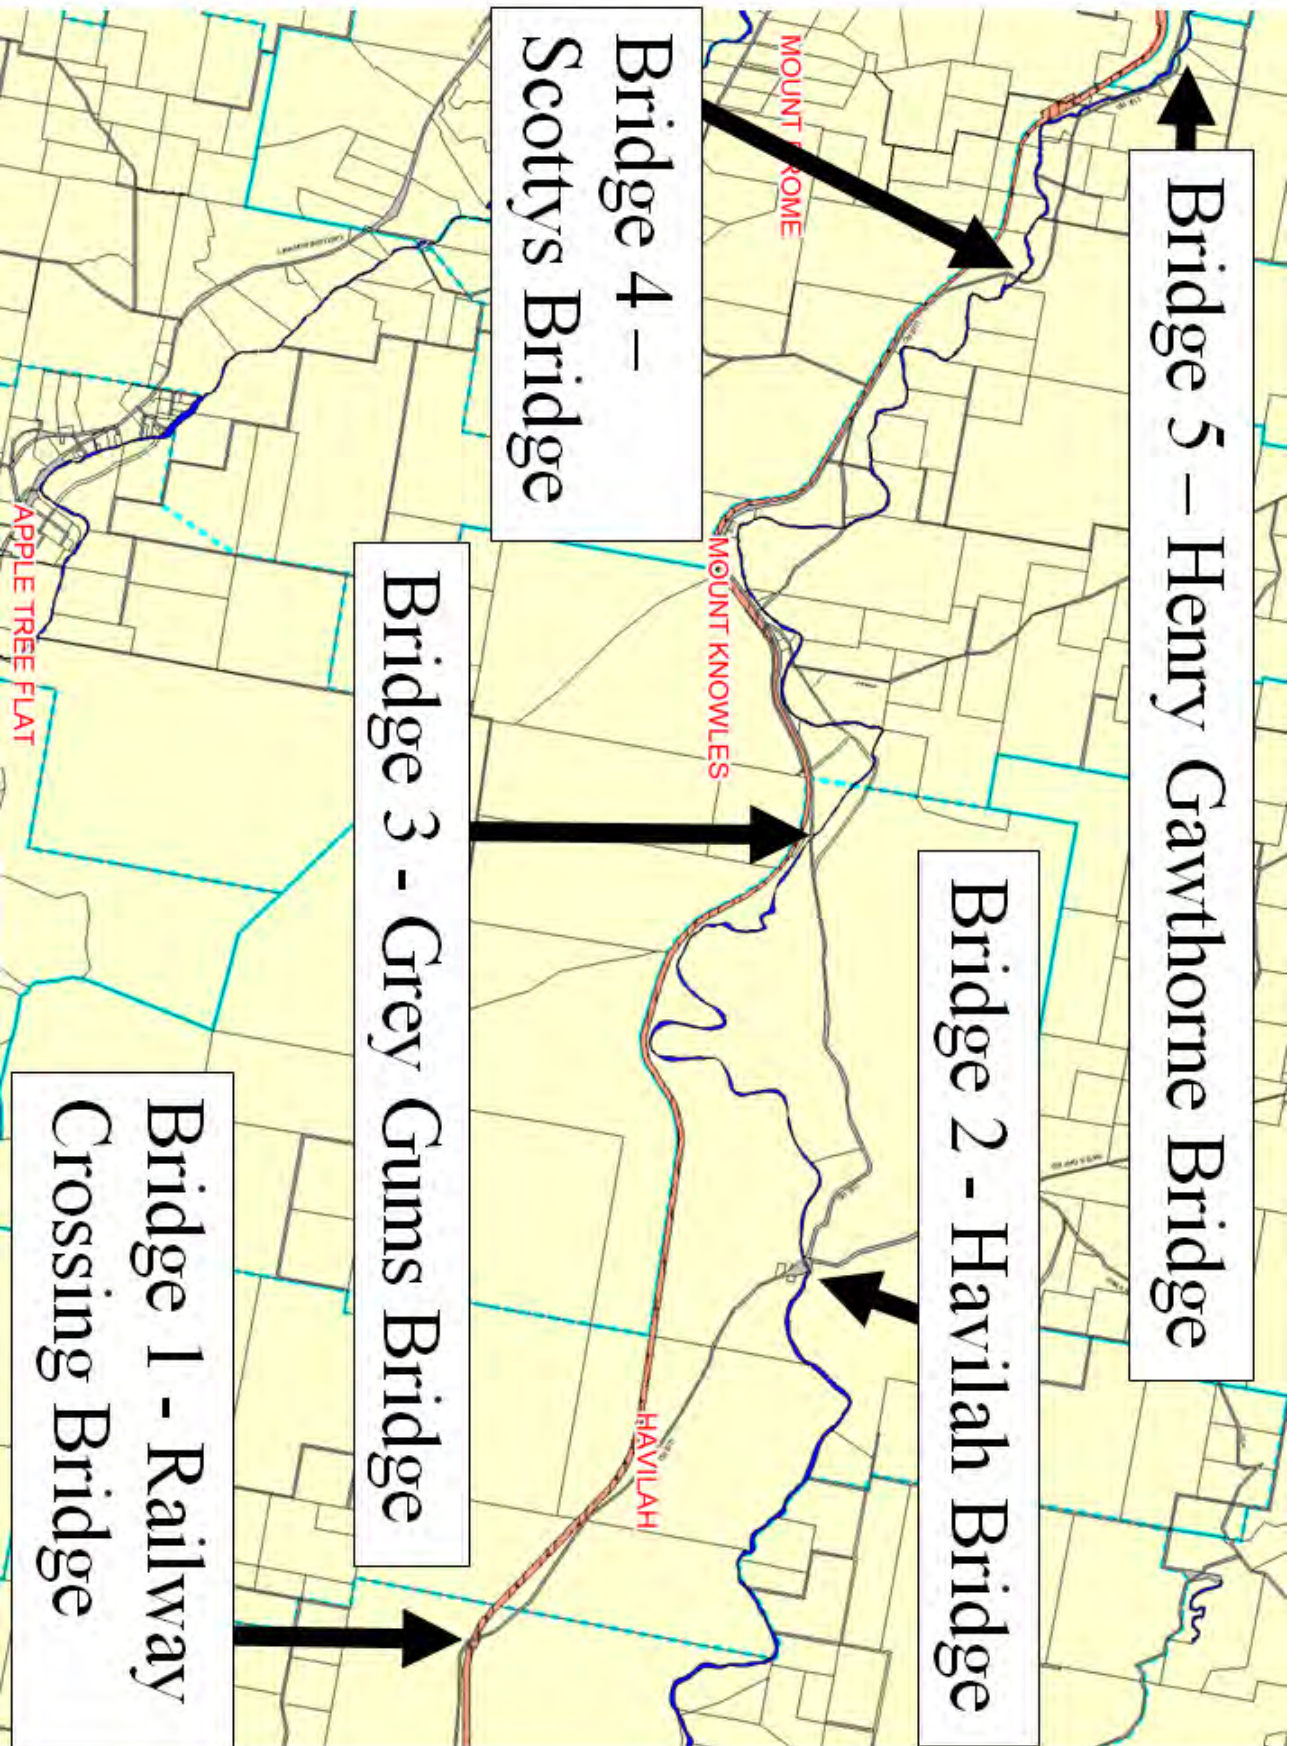 Bridge 5 – Henry Gawthorne Bridge
Bridge 4 –
Scottys Bridge
Bridge 2 - Havilah Bridge
Bridge 3 - Grey Gums Bridge
Bridge 1 - Railway
Crossing Bridge
MOUNT KNOWLES
HAVILAH
APPLE TREE FLAT
MOUNT